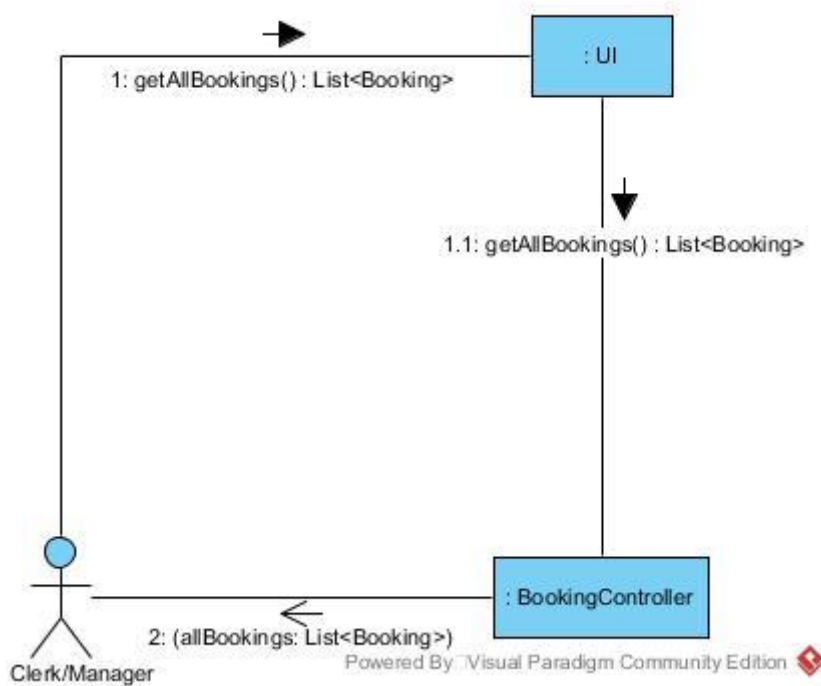 : UI
1: getAllBookings() : List<Booking>
1.1: getAllBookings() : List<Booking>
: BookingController
2: (allBookings: List<Booking>)
Clerk/Manager
Powered By Visual Paradigm Community Edition